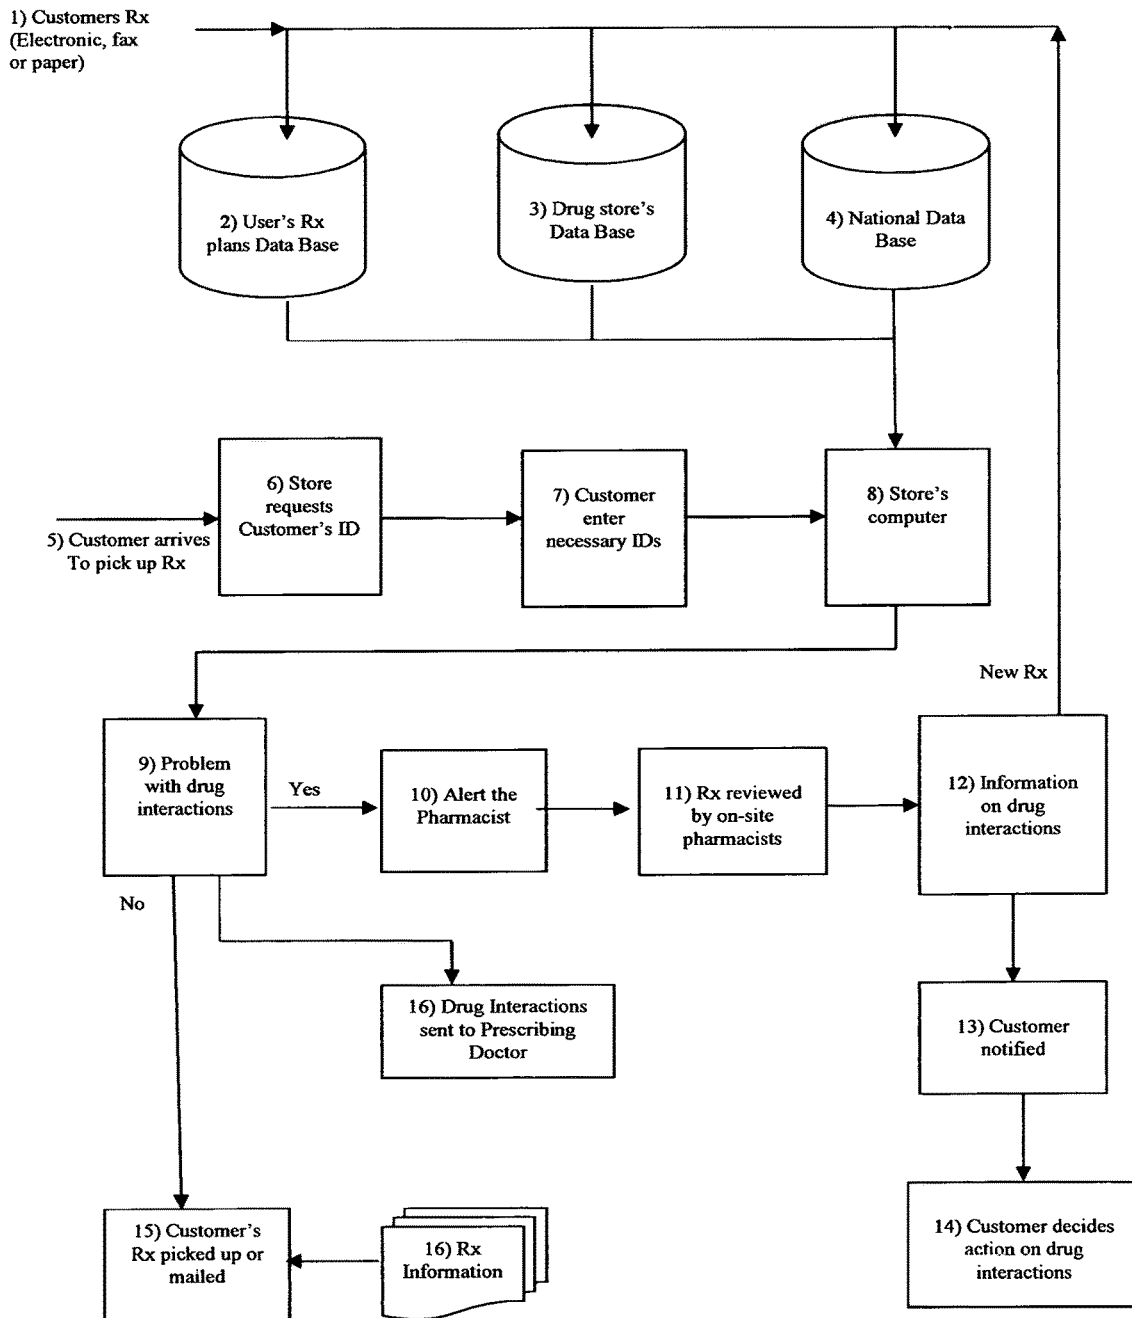 1) Customers Rx
(Electronic, fax
or paper)
2) User's Rx
plans Data Base
3) Drug store's
Data Base
4) National Data
Base
5) Customer arrives
To pick up Rx
6) Store
requests
Customer's ID
7) Customer
enter
necessary IDs
8) Store's
computer
New Rx
9) Problem
with drug
interactions
Yes
10) Alert the
Pharmacist
11) Rx reviewed
by on-site
pharmacists
12) Information
on drug
interactions
No
16) Drug Interactions
sent to Prescribing
Doctor
13) Customer
notified
15) Customer's
Rx picked up or
mailed
16) Rx
Information
14) Customer decides
action on drug
interactions